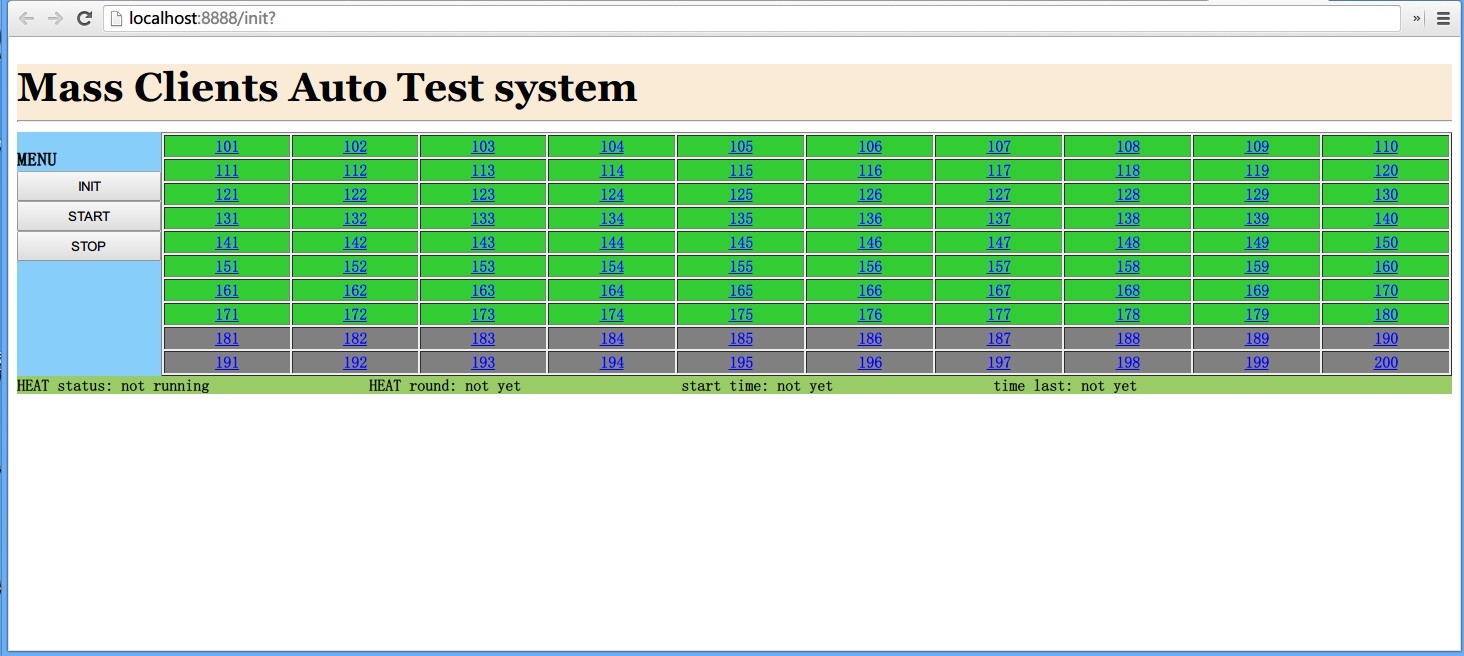 localhost:8888/init?
»
Mass Clients Auto Test system
MENU
INIT
START
STOP
101 102 103 104 105 106 107 108 109 110
111 112 113 114 115 116 117 118 119 120
121 122 123 124 125 126 127 128 129 130
131 132 133 134 135 136 137 138 139 140
141 142 143 144 145 146 147 148 149 150
151 152 153 154 155 156 157 158 159 160
161 162 163 164 165 166 167 168 169 170
171 172 173 174 175 176 177 178 179 180
181 182 183 184 185 186 187 188 189 190
191 192 193 194 195 196 197 198 199 200
HEAT status: not running HEAT round: not yet start time: not yet time last: not yet